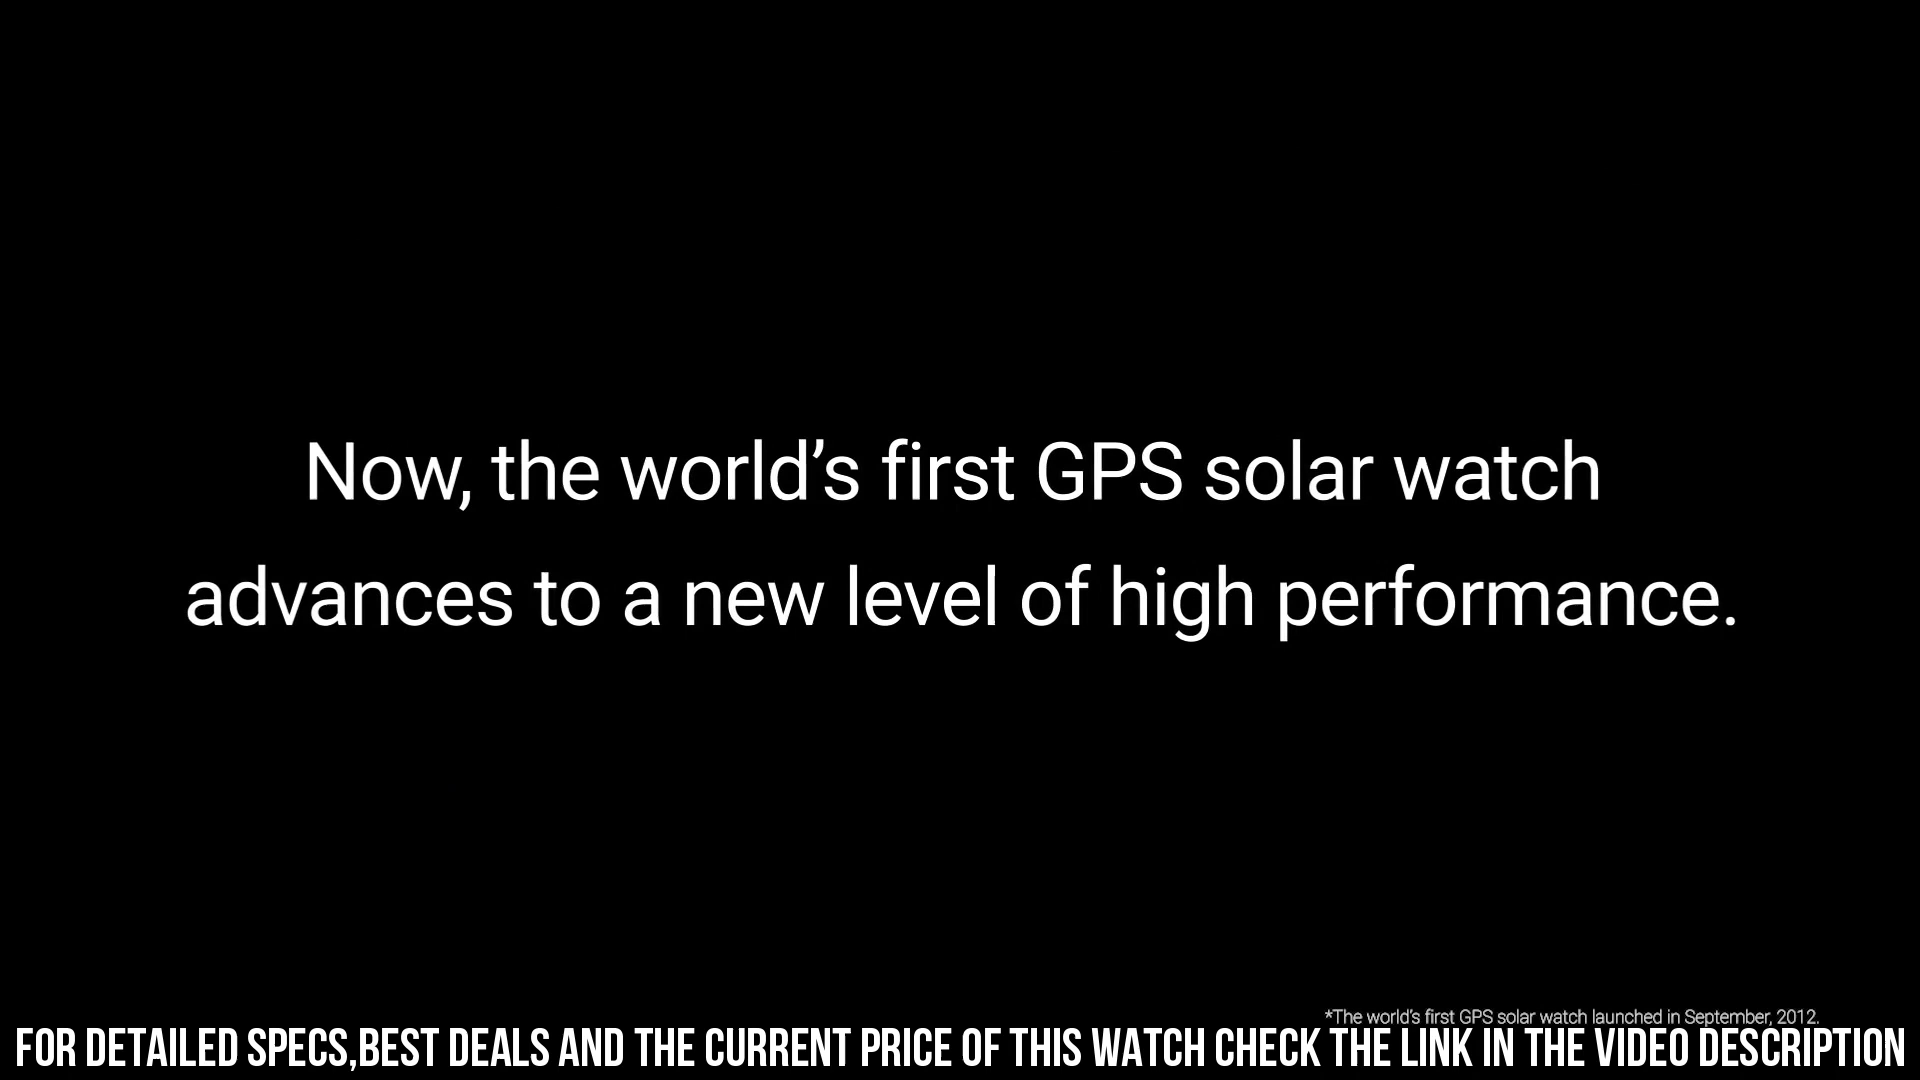 Now, the world’s first GPS solar watch
advances to a new level of high performance.
*The world’s first GPS solar watch launched in September, 2012.
FOR DETAILED SPECS,BEST DEALS AND THE CURRENT PRICE OF THIS WATCH CHECK THE LINK IN THE VIDEO DESCRIPTION